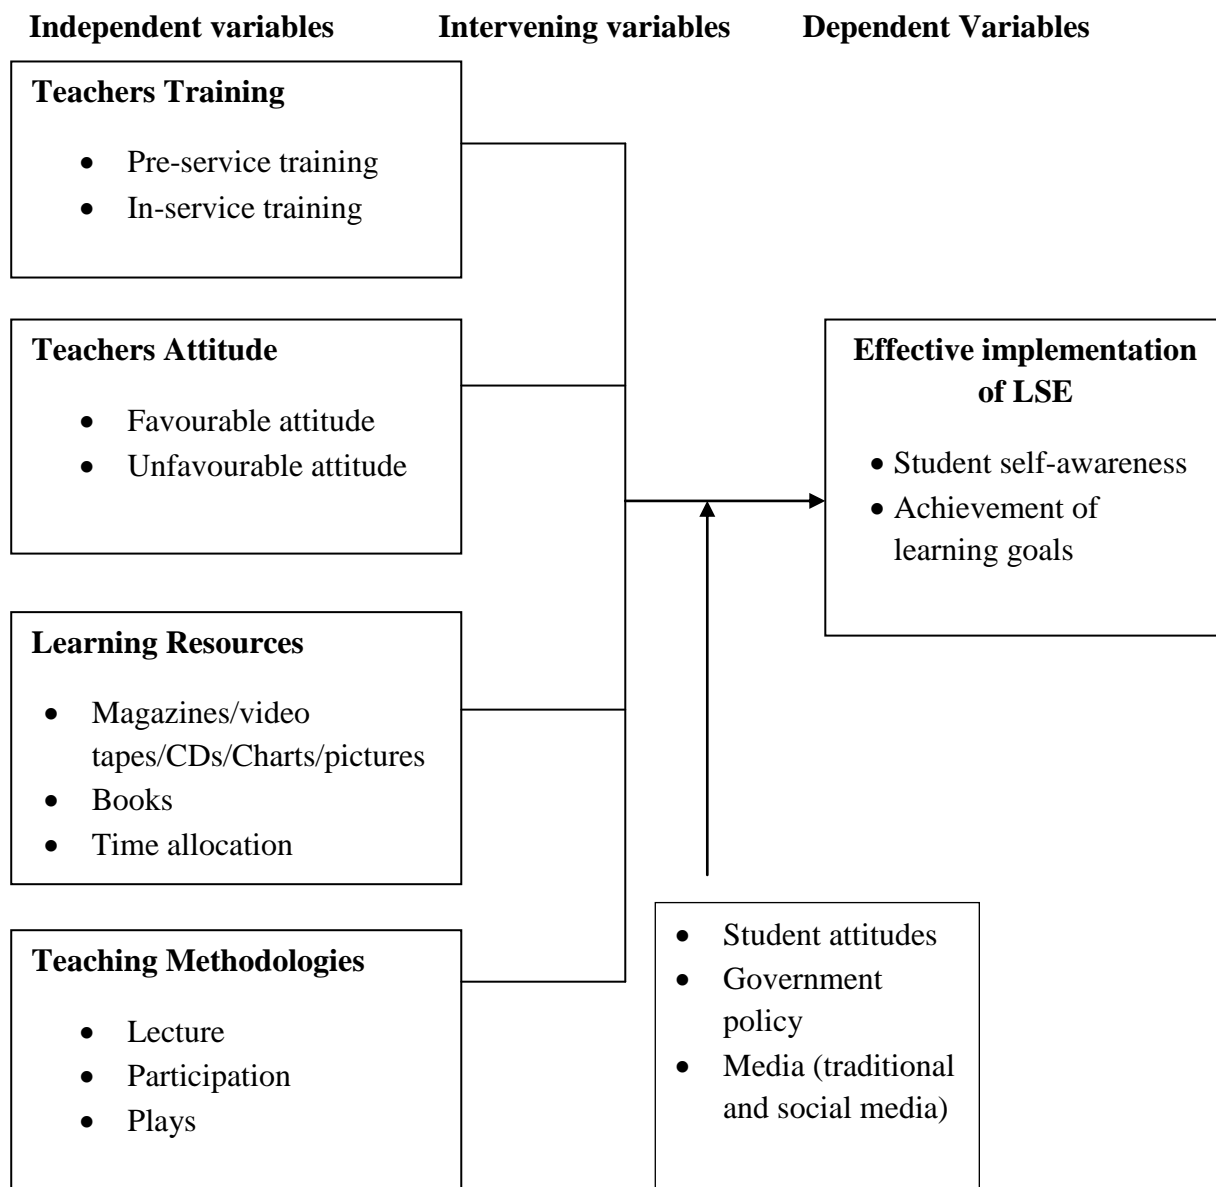 Independent variables
Intervening variables
Dependent Variables
Teachers Training
• Pre-service training
• In-service training
Teachers Attitude
• Favourable attitude
• Unfavourable attitude
Learning Resources
• Magazines/video
tapes/CDs/Charts/pictures
• Books
• Time allocation
Teaching Methodologies
• Lecture
• Participation
• Plays
• Student attitudes
• Government
policy
• Media (traditional
and social media)
Effective implementation
of LSE
• Student self-awareness
• Achievement of
learning goals